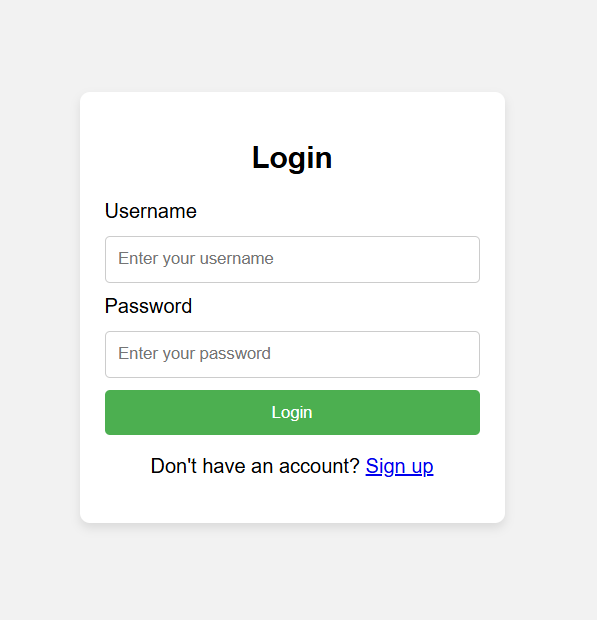 Login
Username
Enter your username
Password
Enter your password
Login
Don't have an account? Sign up